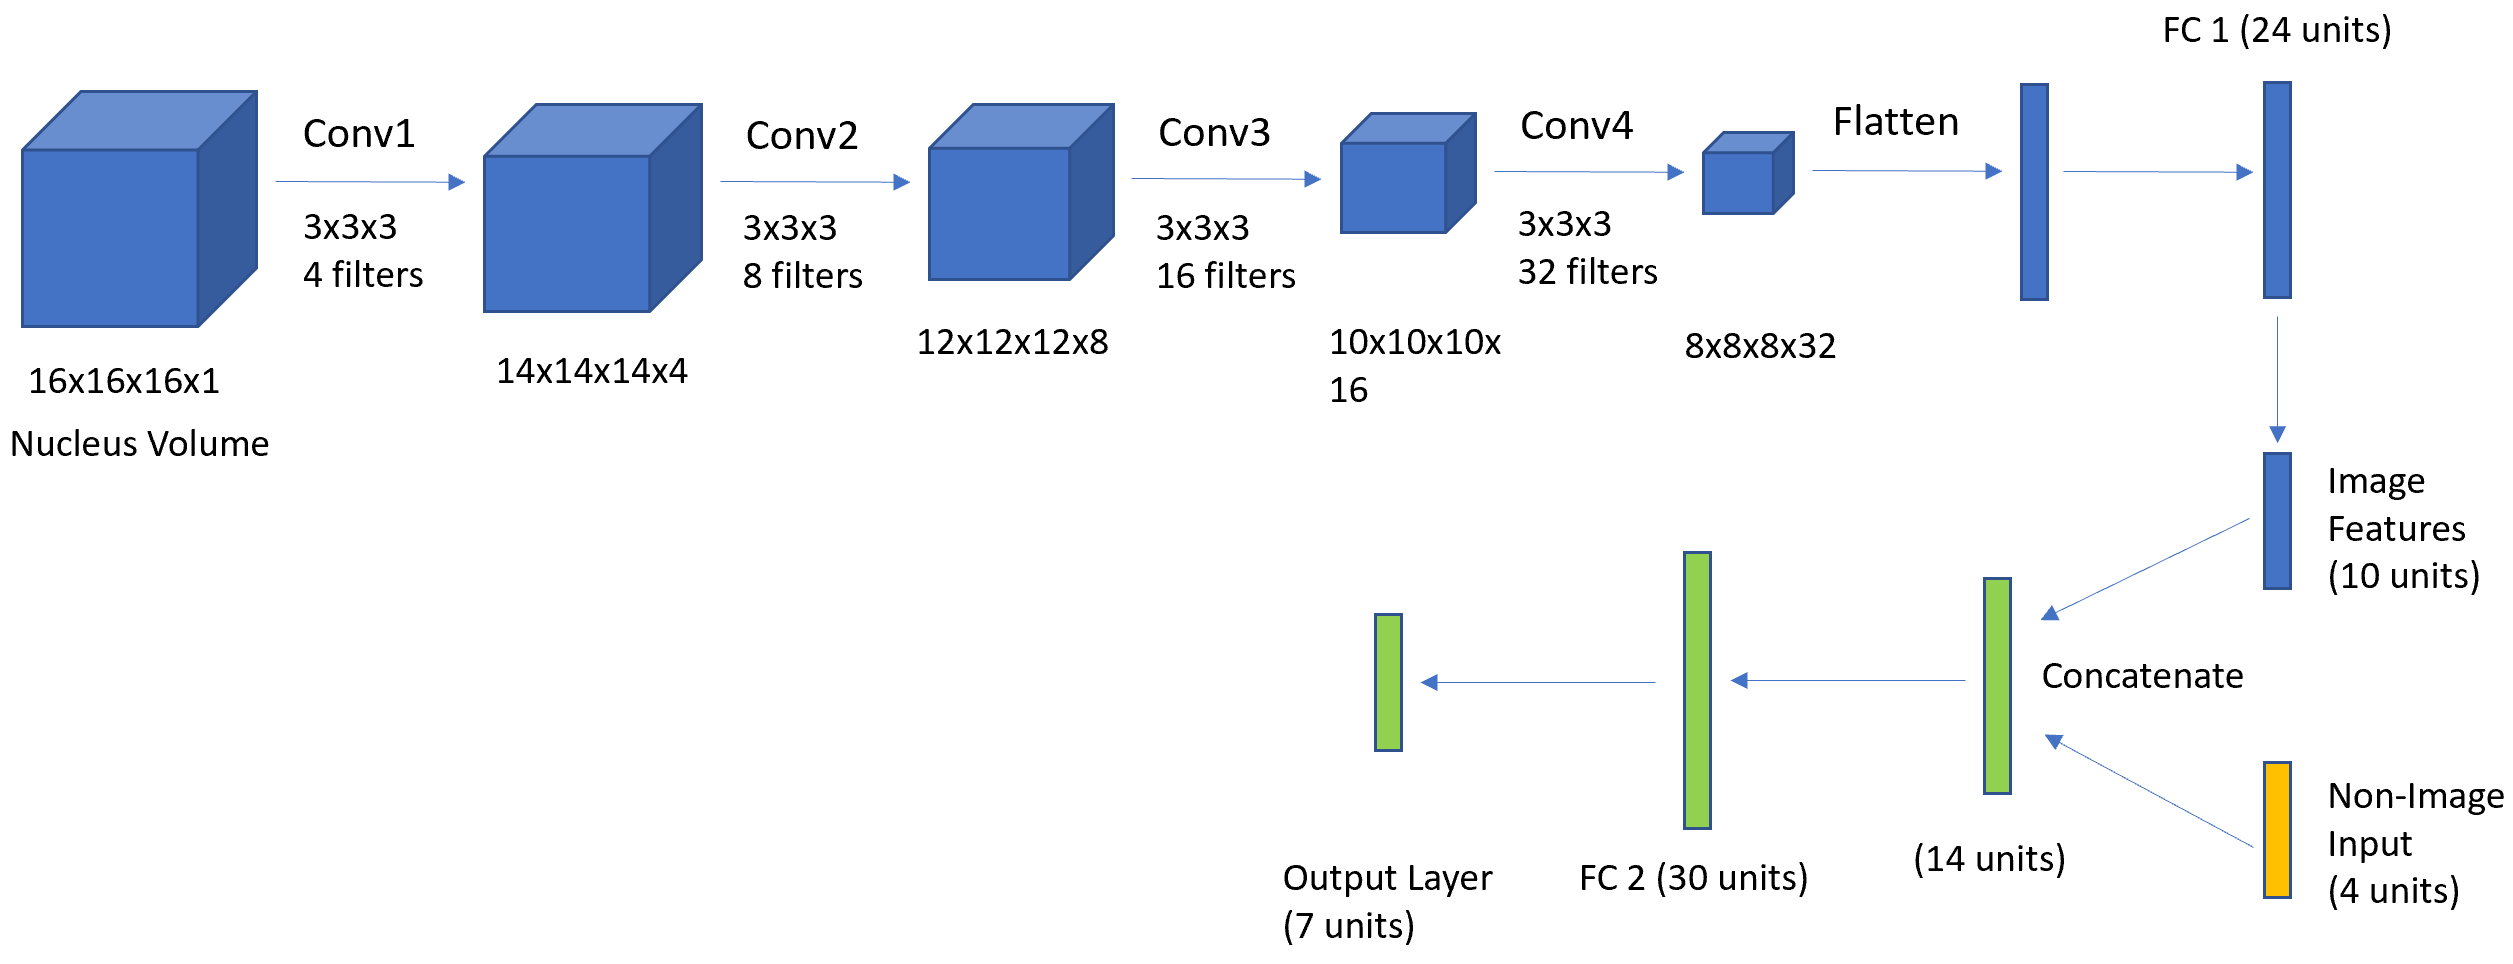 FC 1 (24 units)
Conv1
3x3x3
4 filters
Conv2
3x3x3
8 filters
Conv3
3x3x3
16 filters
Conv4
3x3x3
32 filters
Flatten
16x16x16x1
Nucleus Volume
14x14x14x4
12x12x12x8
10x10x10x
16
8x8x8x32
Image
Features
(10 units)
Concatenate
Non-Image
Input
(4 units)
(14 units)
FC 2 (30 units)
Output Layer
(7 units)